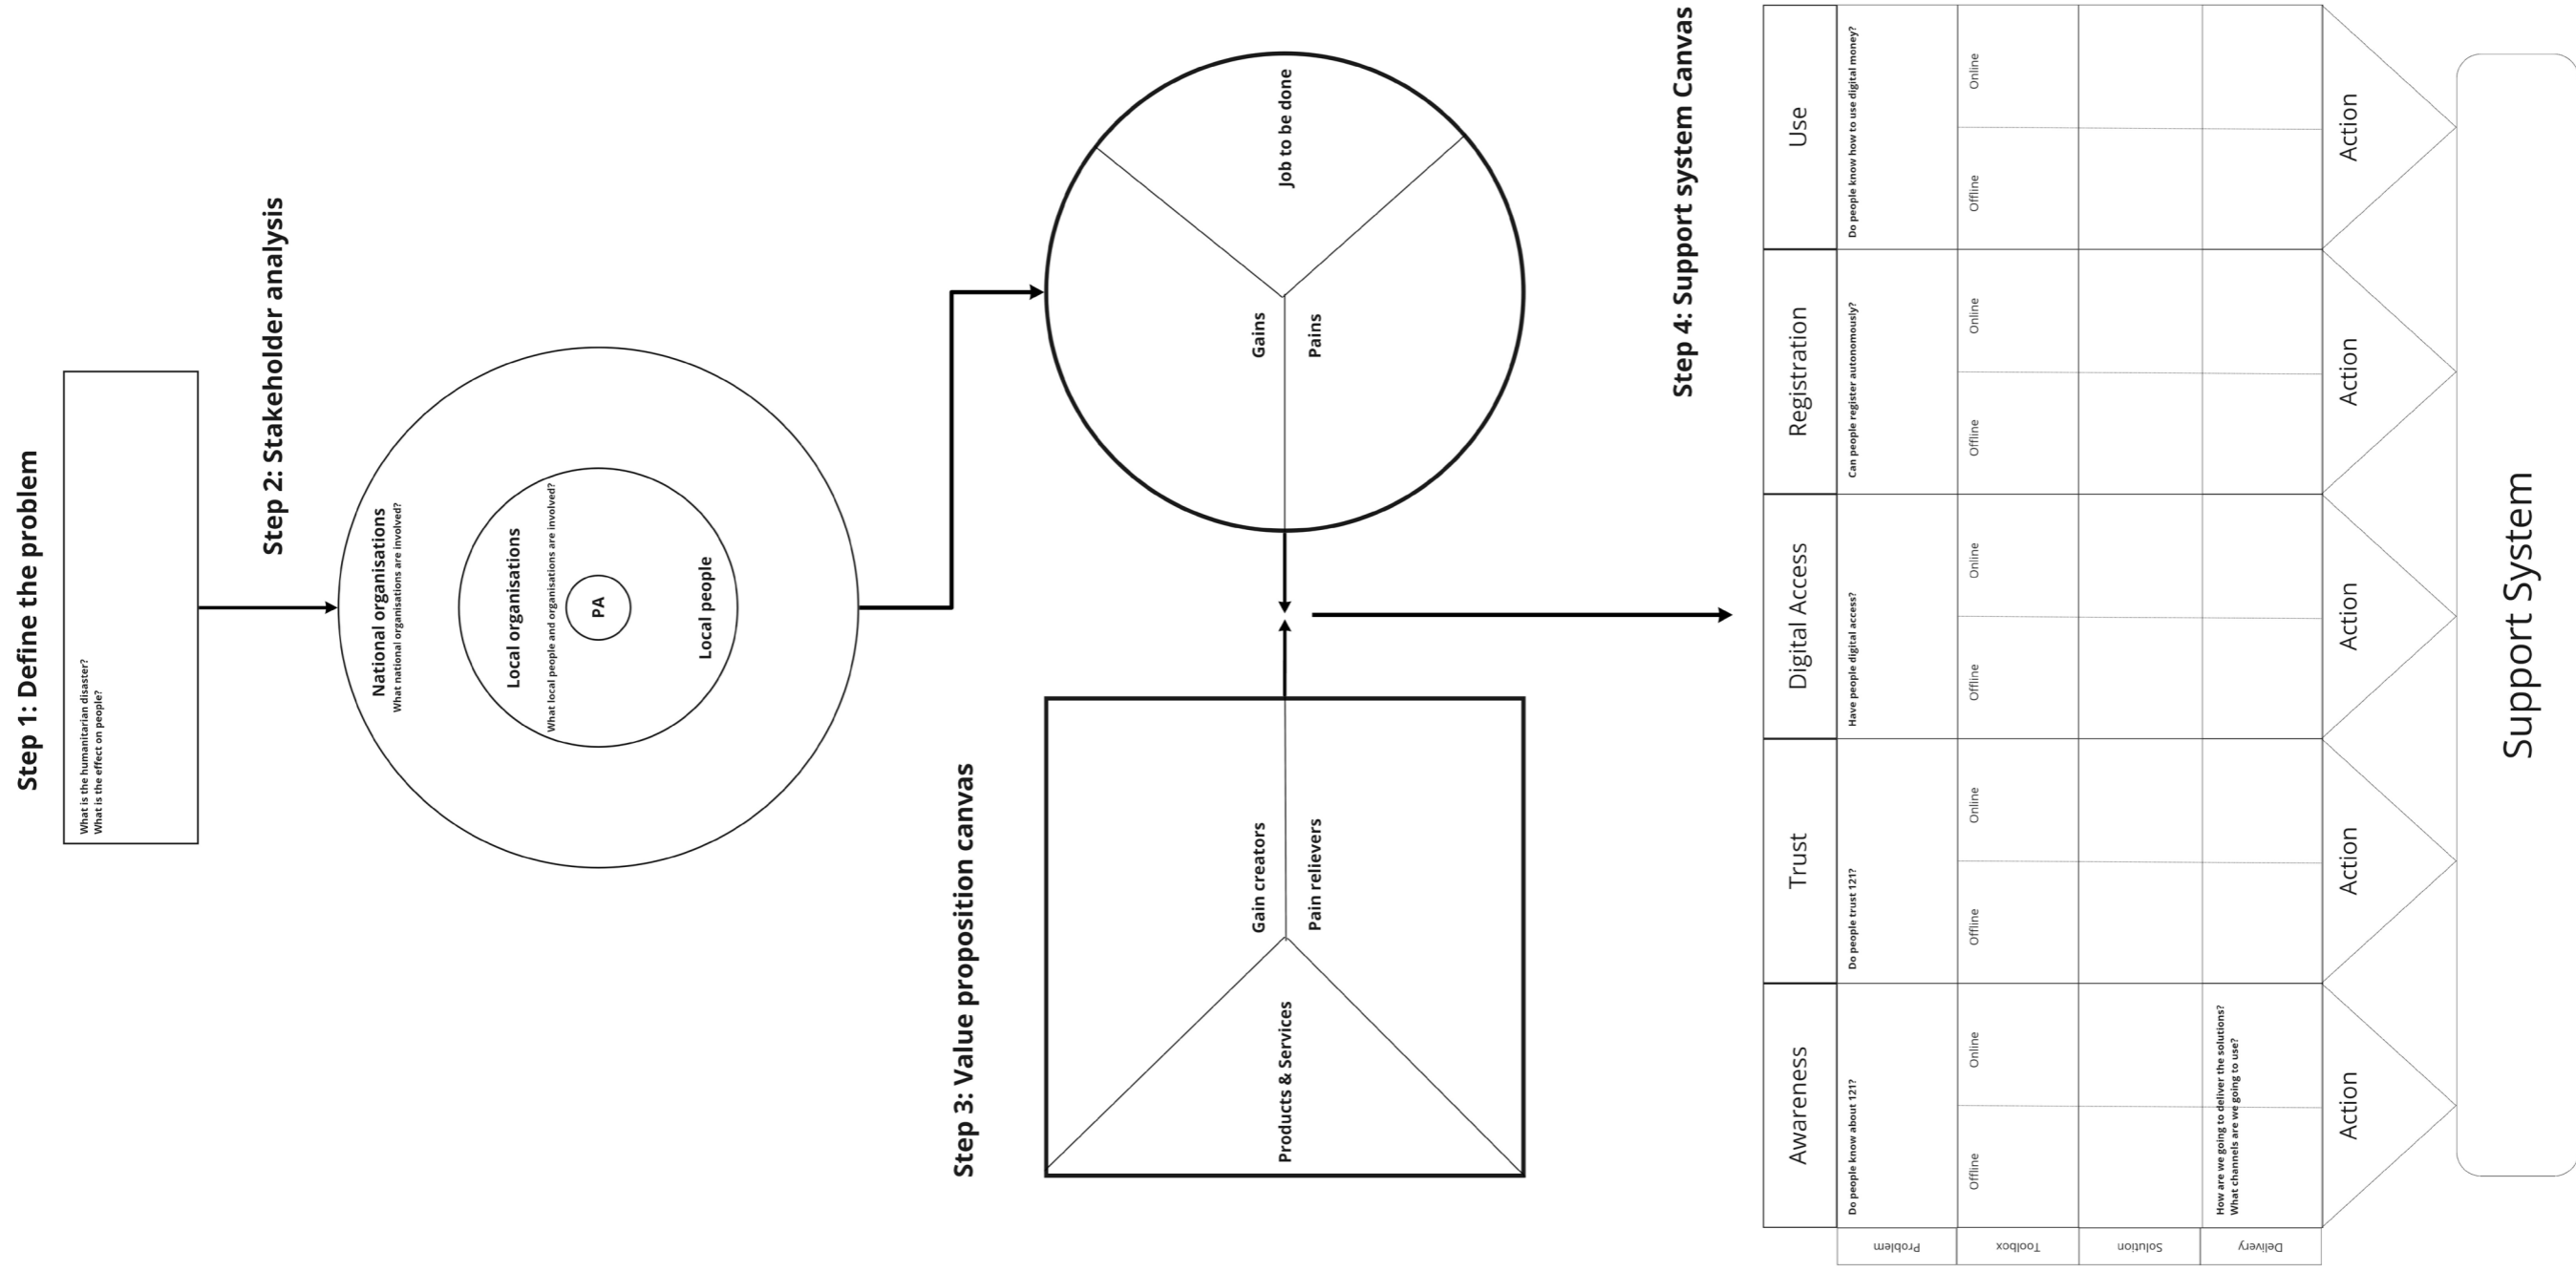 Step 1: Define the problem
What is the humanitarian disaster?
What is the effect on people?
Step 2: Stakeholder analysis
National organisations
What national organisations are involved?
Local organisations
What local people and organisations are involved?
PA
Local people
Step 3: Value proposition canvas
Products & Services
Gain creators
Pain relievers
Gains
Pains
Job to be done
Step 4: Support system Canvas
Awareness
Trust
Digital Access
Registration
Use
Problem
Do people know about 121?
Do people trust 121?
Have people digital access?
Can people register autonomously?
Do people know how to use digital money?
Toolbox
Offline
Online
Offline
Online
Offline
Online
Offline
Online
Offline
Online
Solution
Delivery
How are we going to deliver the solutions?
What channels are we going to use?
Action
Action
Action
Action
Action
Support System